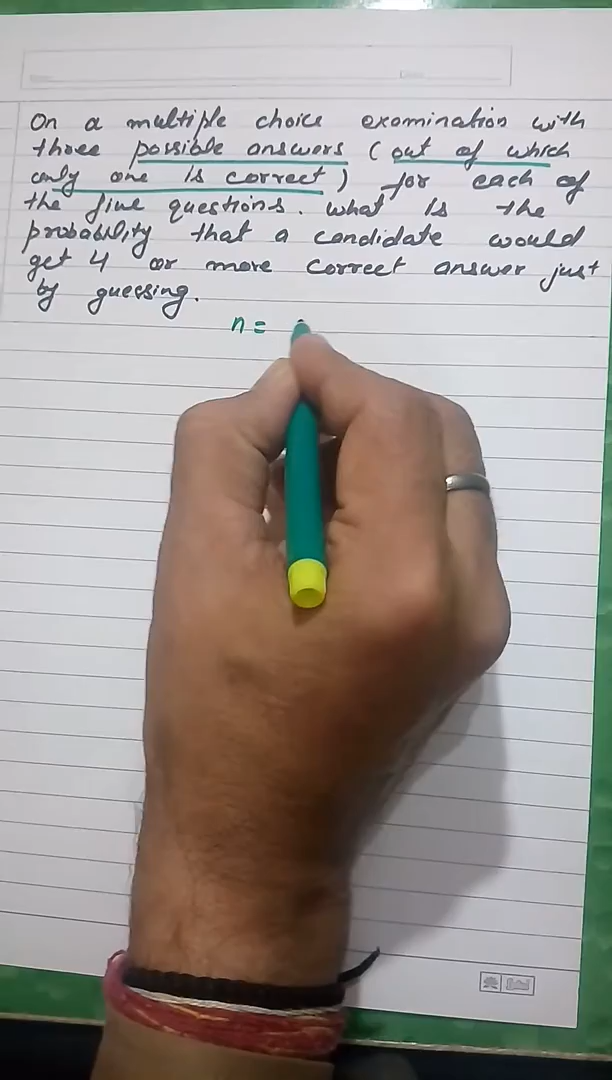 On a multiple choice examination with
three possible answers (out of which
only one is correct) for each of
the five questions. what is the
probability that a candidate would
get 4 or more correct answer just
by guessing.
n =